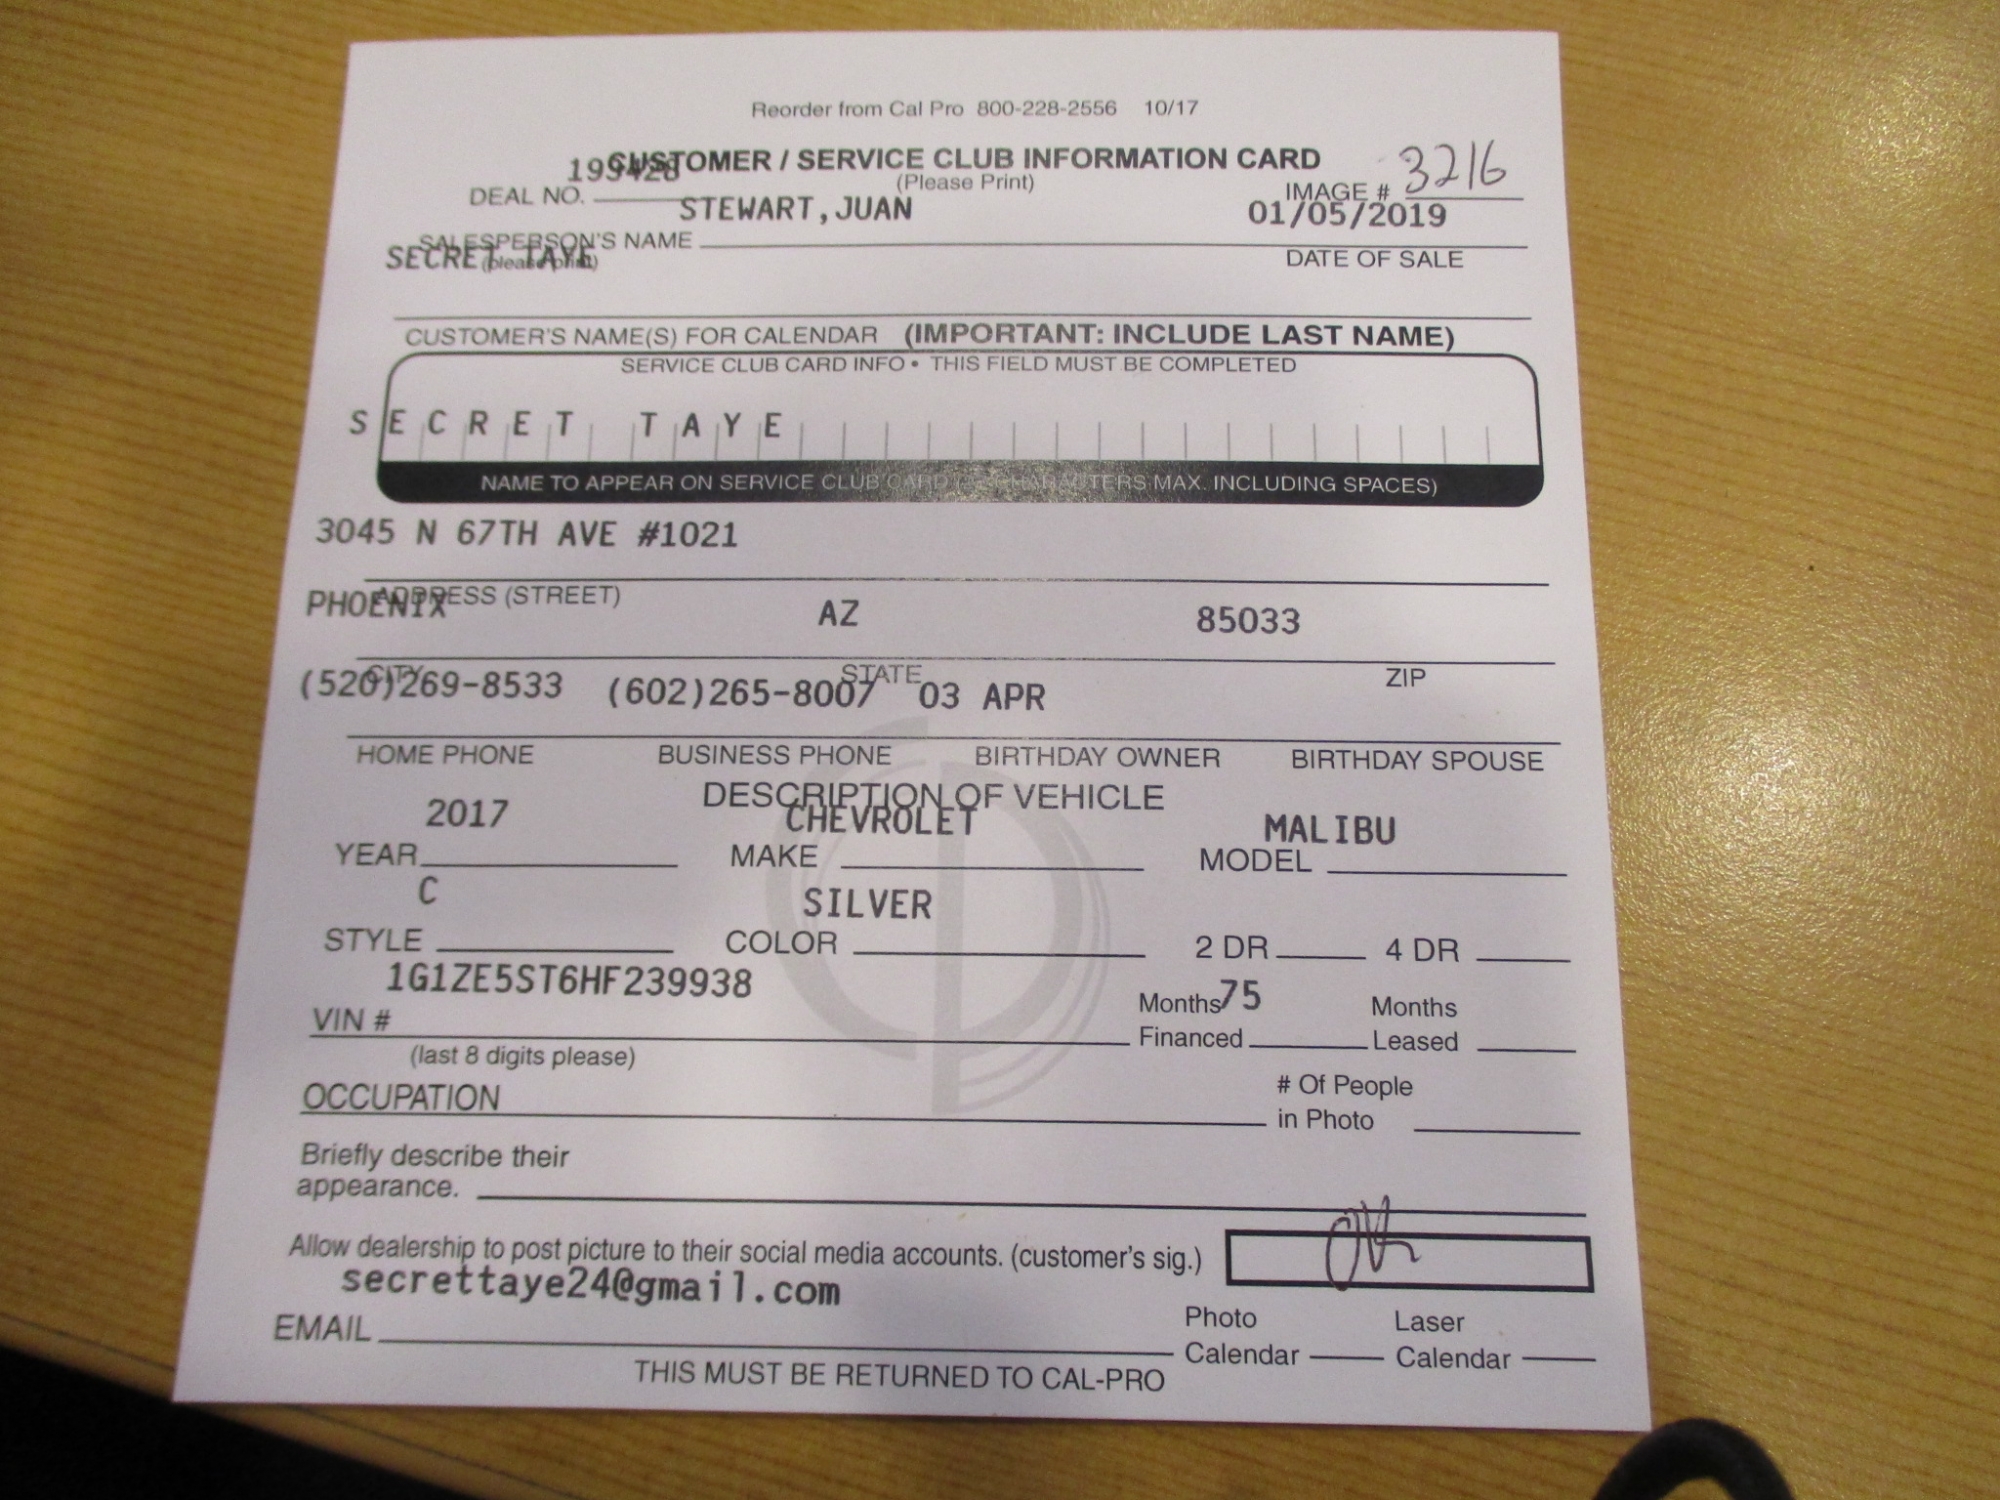 Reorder from Cal Pro 800-228-2556 10/17
CUSTOMER / SERVICE CLUB INFORMATION CARD
(Please Print)
DEAL NO. 199428 IMAGE # 3216
STEWART,JUAN 01/05/2019
SALESPERSON'S NAME
(please print) DATE OF SALE
SECRET TAYE
CUSTOMER'S NAME(S) FOR CALENDAR (IMPORTANT: INCLUDE LAST NAME)
SERVICE CLUB CARD INFO • THIS FIELD MUST BE COMPLETED
SECRET TAYE
NAME TO APPEAR ON SERVICE CLUB CARD CHARACTERS MAX. INCLUDING SPACES)
3045 N 67TH AVE #1021
ADDRESS (STREET)
PHOENIX AZ 85033
CITY STATE ZIP
(520)269-8533 (602)265-8007 03 APR
HOME PHONE BUSINESS PHONE BIRTHDAY OWNER BIRTHDAY SPOUSE
DESCRIPTION OF VEHICLE
2017 CHEVROLET MALIBU
YEAR MAKE MODEL
C SILVER
STYLE COLOR 2 DR 4 DR
1G1ZE5ST6HF239938 Months 75 Months
VIN # Financed Leased
(last 8 digits please)
OCCUPATION # Of People
in Photo
Briefly describe their
appearance.
Allow dealership to post picture to their social media accounts. (customer's sig.)
secrettaye24@gmail.com
EMAIL Photo Laser
Calendar Calendar
THIS MUST BE RETURNED TO CAL-PRO